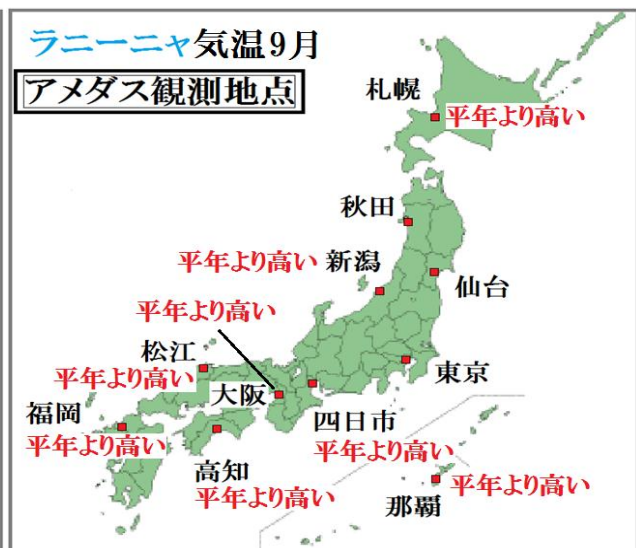 ラニーニャ気温9月
アメダス観測地点
札幌
平年より高い
秋田
平年より高い 新潟
仙台
平年より高い
松江
東京
平年より高い
大阪
福岡
四日市
平年より高い
平年より高い
高知
平年より高い
平年より高い
那覇